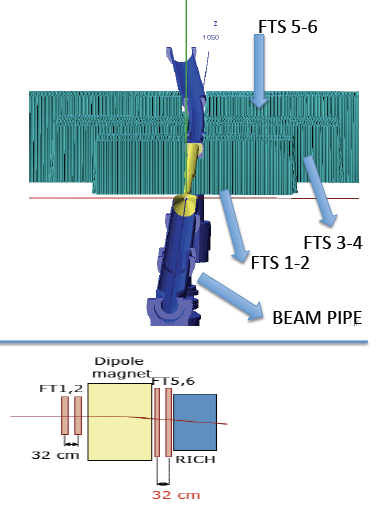 FTS 5-6
Z
1050
FTS 3-4
FTS 1-2
BEAM PIPE
Dipole
magnet
FT1,2
FT5,6
32 cm
RICH
32 cm